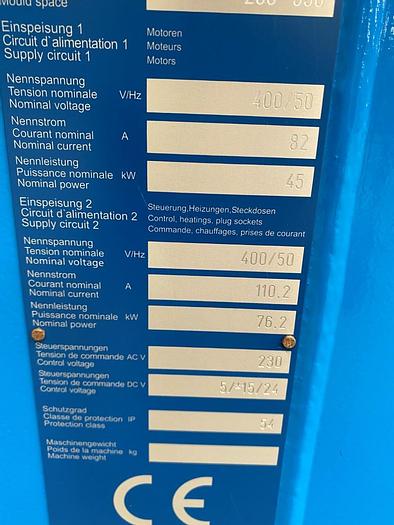 Mould space
Einspeisung 1
Circuit d'alimentation 1
Supply circuit 1
Motoren
Moteurs
Motors
Nennspannung
Tension nominale V/Hz 400/50
Nominal voltage
Nennstrom
Courant nominal A 82
Nominal current
Nennleistung
Puissance nominale kW 45
Nominal power
Einspeisung 2
Circuit d'alimentation 2
Supply circuit 2
Steuerung,Heizungen,Steckdosen
Control, heatings, plug sockets
Commande, chauffages, prises de courant
Nennspannung
Tension nominale V/Hz 400/50
Nominal voltage
Nennstrom
Courant nominal A 110.2
Nominal current
Nennleistung
Puissance nominale kW 76.2
Nominal power
Steuerspannungen
Tension de commande AC V 230
Control voltage
Steuerspannungen
Tension de commande DC V
Control voltage
Schutzgrad
Classe de protection IP 54
Protection class
Maschinengewicht
Poids de la machine kg
Machine weight
CE